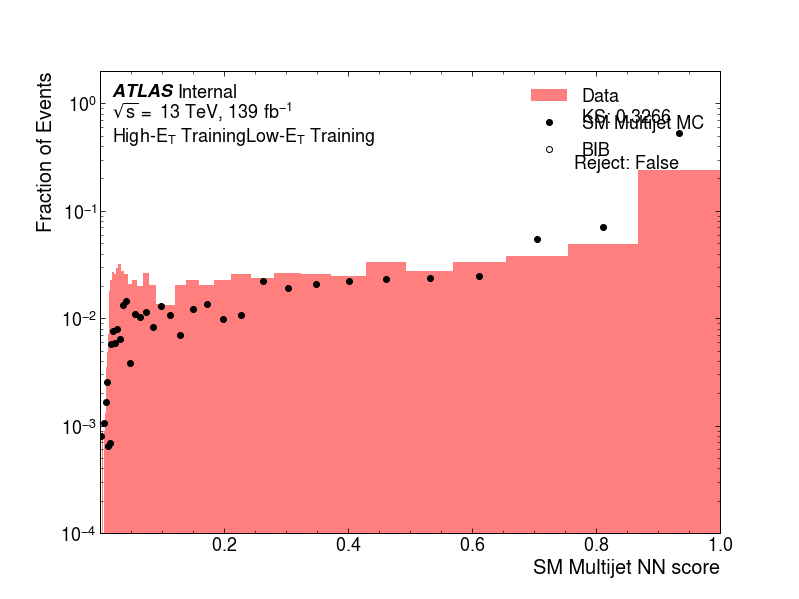 ATLAS Internal
√s = 13 TeV, 139 fb⁻¹
High-E_T TrainingLow-E_T Training
Data
KS: 0.3266
SM Multijet MC
BIB
Reject: False
Fraction of Events
10⁰
10⁻¹
10⁻²
10⁻³
10⁻⁴
0.2 0.4 0.6 0.8 1.0
SM Multijet NN score